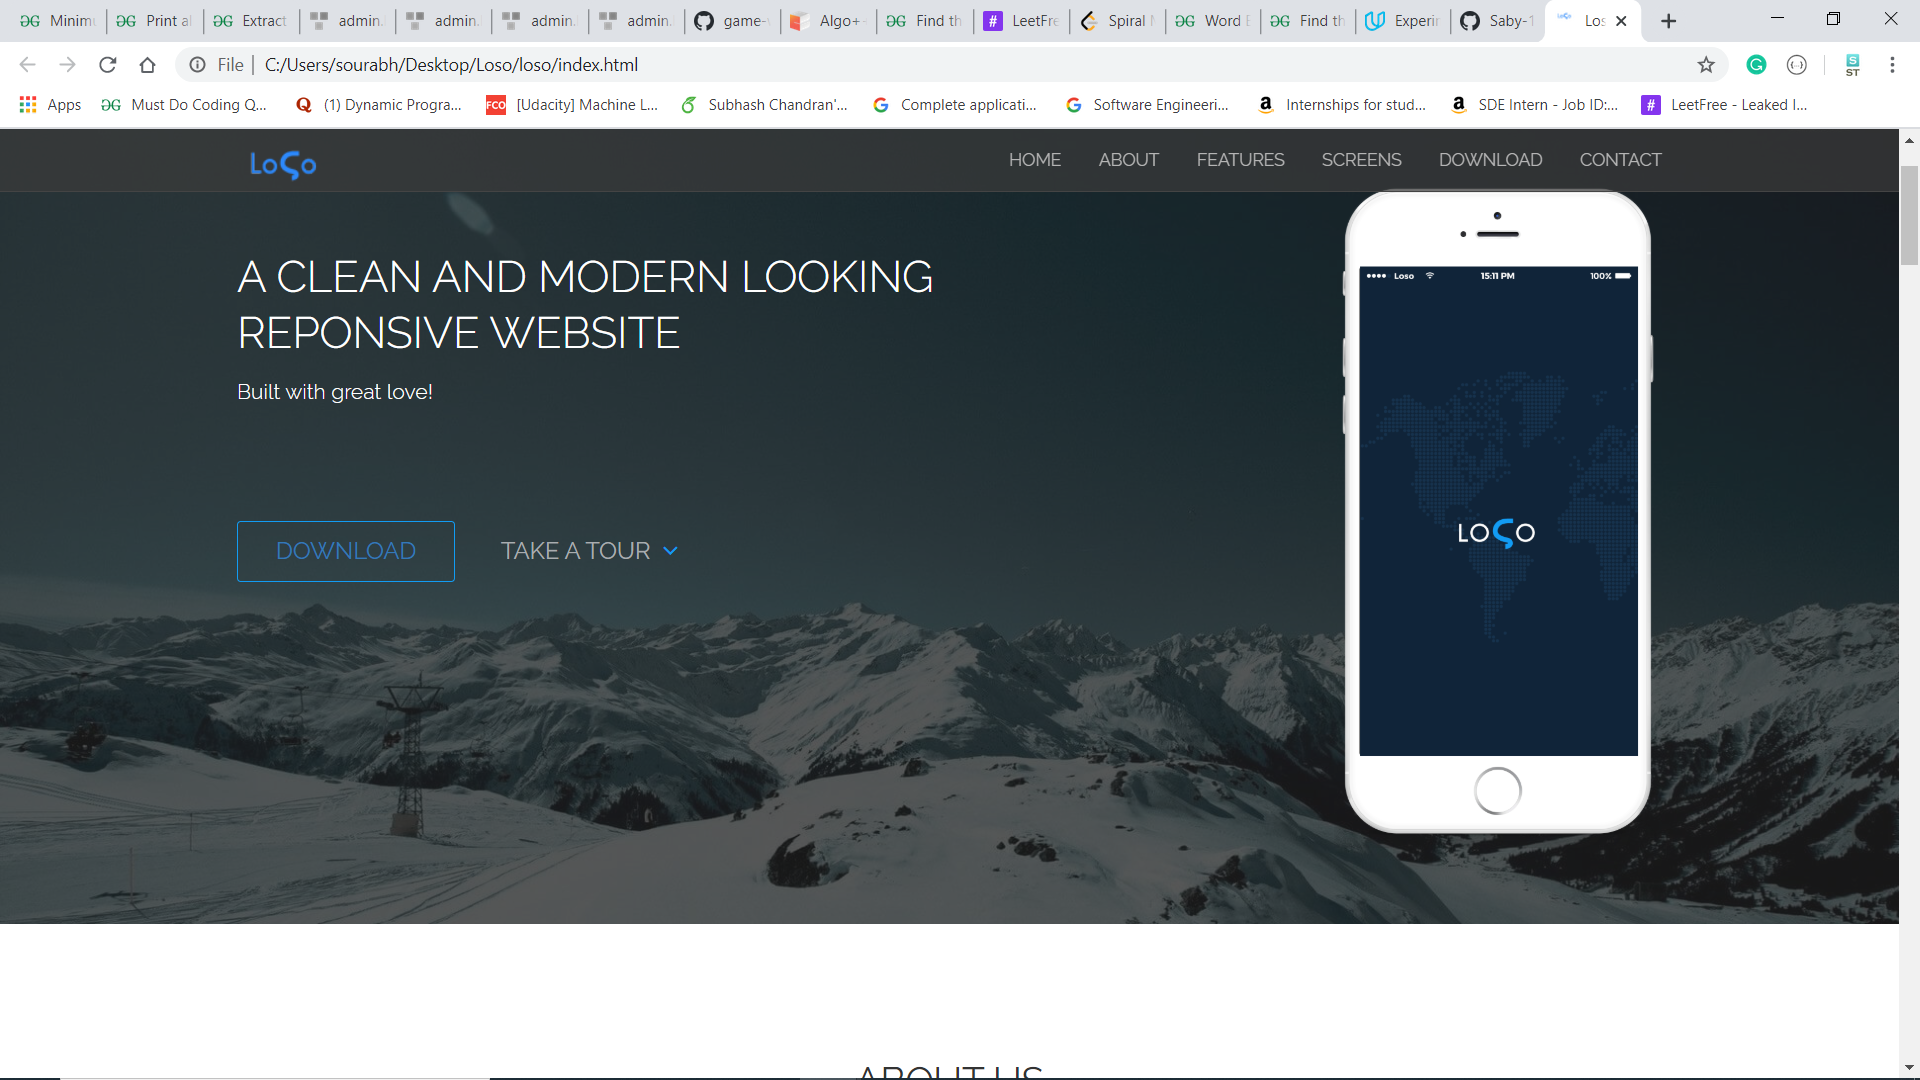 Minimu
Print al
Extract
admin.
admin.
admin.
admin.
game-
Algo+
Find th
LeetFre
Spiral
Word
Find th
Experi
Saby-1
Los
File
C:/Users/sourabh/Desktop/Loso/loso/index.html
Apps
Must Do Coding Q...
(1) Dynamic Progra...
[Udacity] Machine L...
Subhash Chandran'...
Complete applicati...
Software Engineeri...
Internships for stud...
SDE Intern - Job ID:...
LeetFree - Leaked I...
LoSo
HOME
ABOUT
FEATURES
SCREENS
DOWNLOAD
CONTACT
A CLEAN AND MODERN LOOKING
REPONSIVE WEBSITE
Built with great love!
DOWNLOAD
TAKE A TOUR
Loso
15:11 PM
100%
LOSO
ABOUT US